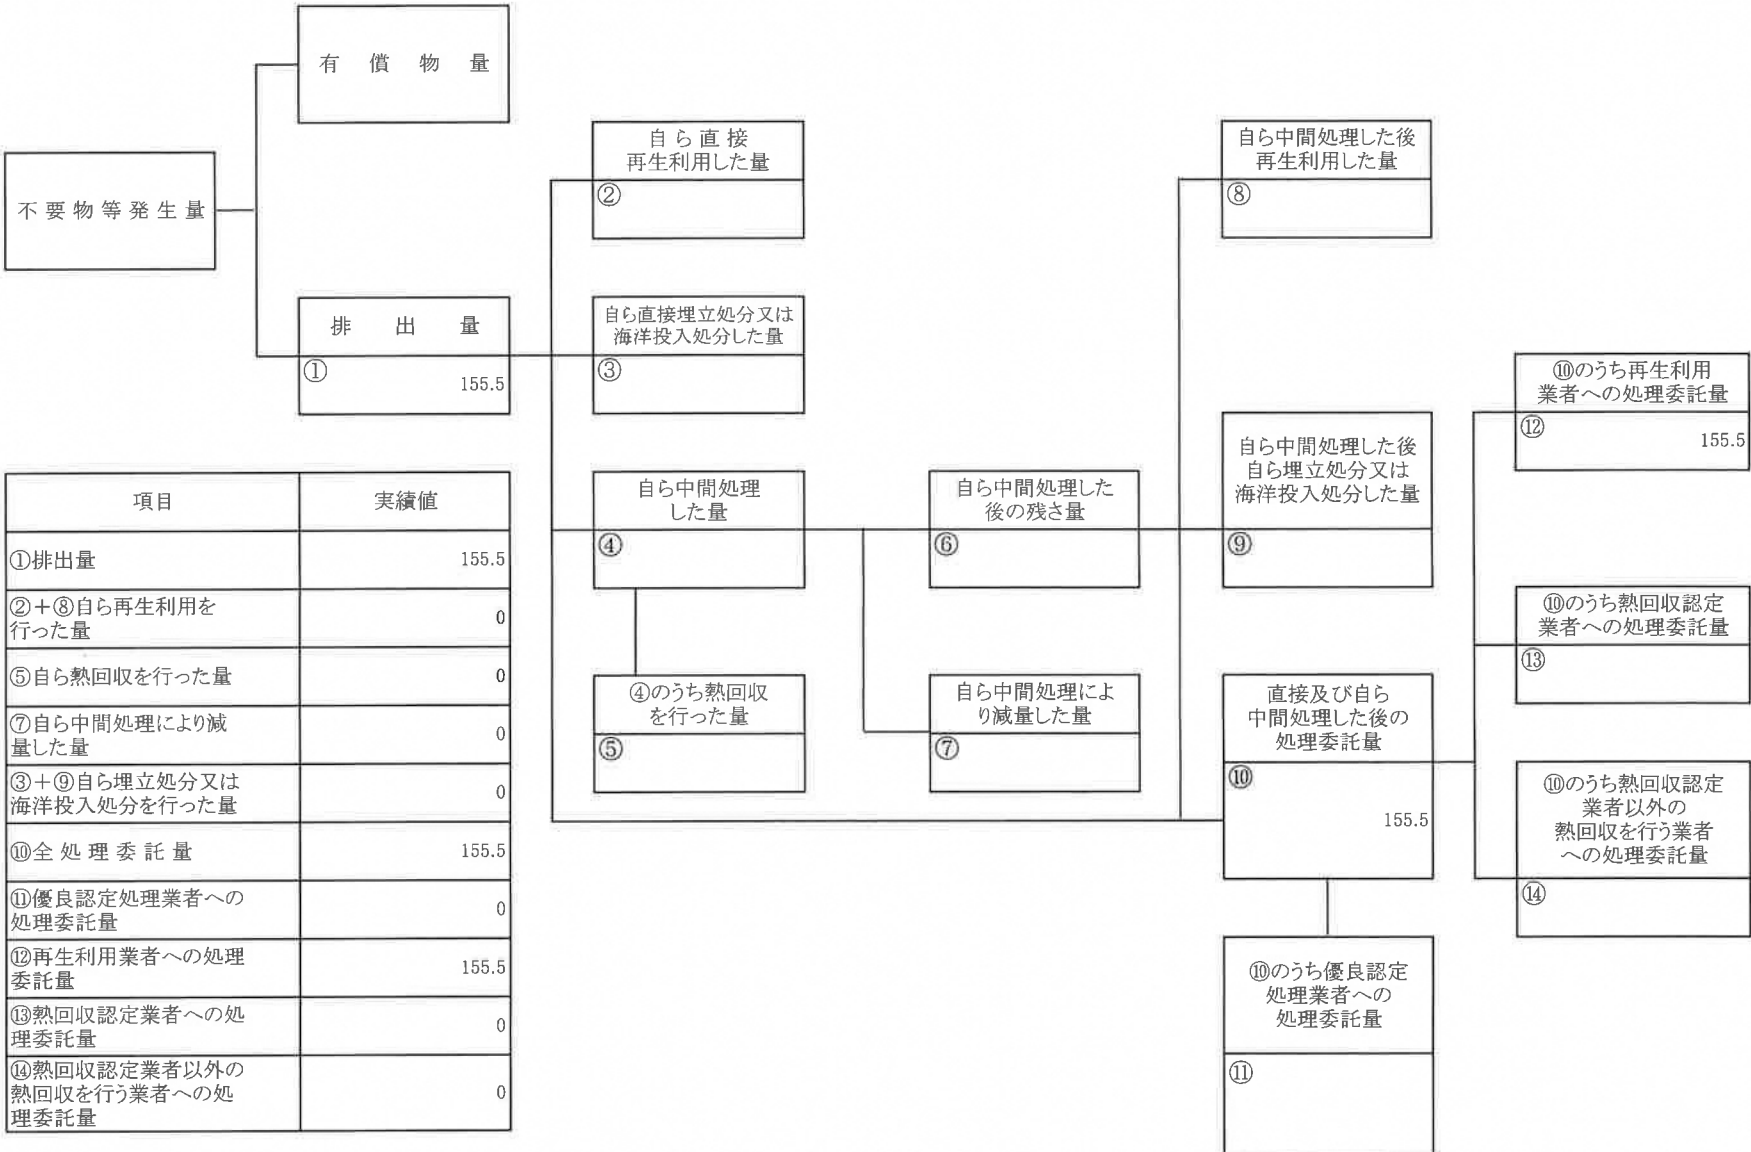 有償物量
不要物等発生量
排出量
①
155.5
自ら直接
再生利用した量
②
自ら直接埋立処分又は
海洋投入処分した量
③
自ら中間処理
した量
④
④のうち熱回収
を行った量
⑤
自ら中間処理した
後の残さ量
⑥
自ら中間処理によ
り減量した量
⑦
自ら中間処理した後
再生利用した量
⑧
自ら中間処理した後
自ら埋立処分又は
海洋投入処分した量
⑨
直接及び自ら
中間処理した後の
処理委託量
⑩
155.5
⑩のうち優良認定
処理業者への
処理委託量
⑪
⑩のうち再生利用
業者への処理委託量
⑫
155.5
⑩のうち熱回収認定
業者への処理委託量
⑬
⑩のうち熱回収認定
業者以外の
熱回収を行う業者
への処理委託量
⑭
項目 実績値
①排出量 155.5
②＋⑧自ら再生利用を
行った量 0
⑤自ら熱回収を行った量 0
⑦自ら中間処理により減
量した量 0
③＋⑨自ら埋立処分又は
海洋投入処分を行った量 0
⑩全処理委託量 155.5
⑪優良認定処理業者への
処理委託量 0
⑫再生利用業者への処理
委託量 155.5
⑬熱回収認定業者への処
理委託量 0
⑭熱回収認定業者以外の
熱回収を行う業者への処
理委託量 0